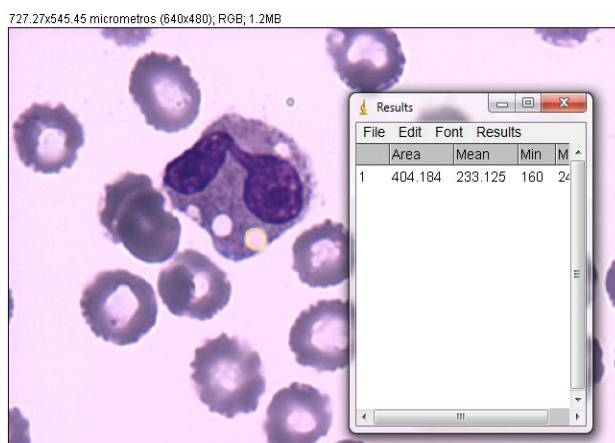 727.27x545.45 micrometros (640x480); RGB; 1.2MB
Results
File Edit Font Results
Area Mean Min M
1 404.184 233.125 160 24